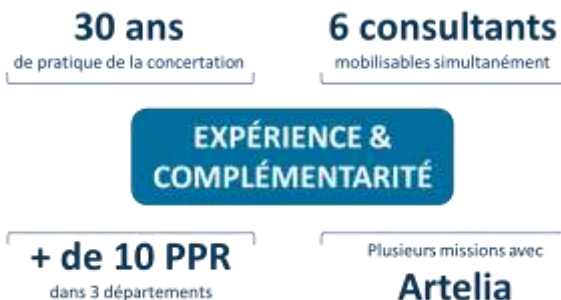 30 ans
de pratique de la concertation
6 consultants
mobilisables simultanément
EXPÉRIENCE &
COMPLÉMENTARITÉ
+ de 10 PPR
dans 3 départements
Plusieurs missions avec
Artelia